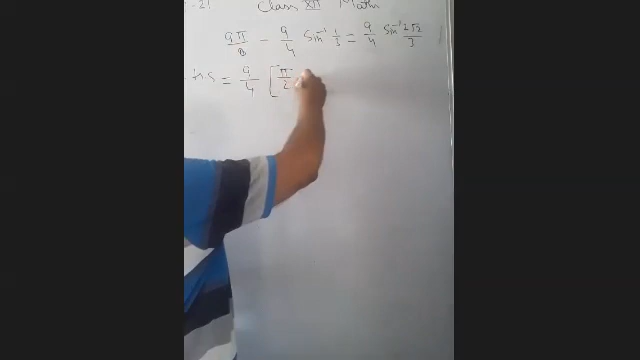 -21 Class XII Math
9π/8 - 9/4 Sin⁻¹ 1/3 = 9/4 Sin⁻¹ 2√2/3
H.S = 9/4 [π/2